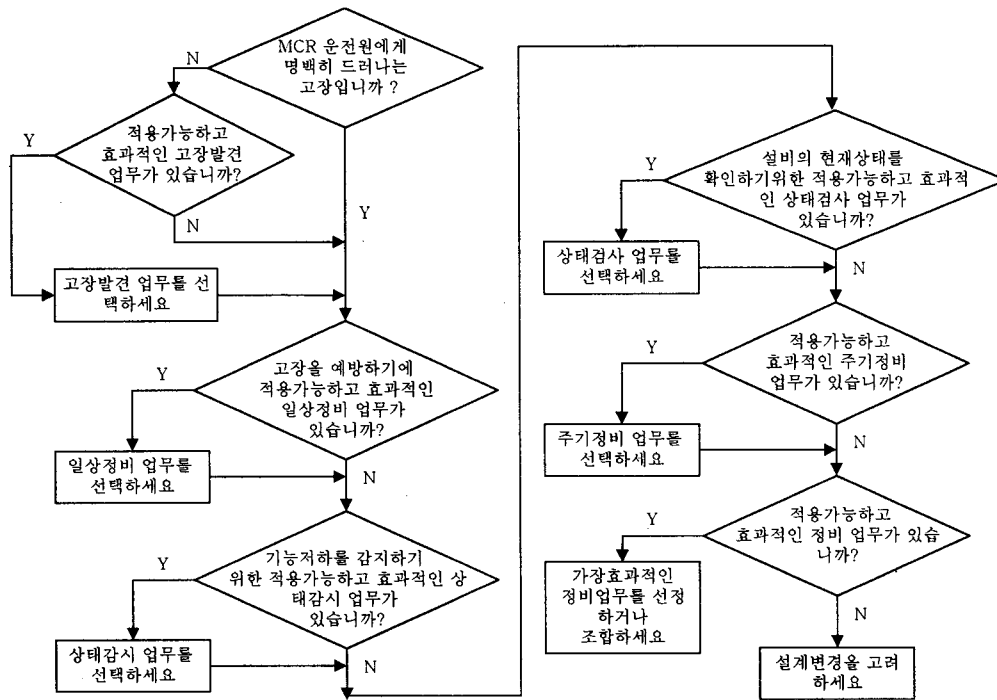 MCR 운전원에게
명백히 드러나는
고장입니까 ?
N
Y
적용가능하고
효과적인 고장발견
업무가 있습니까?
Y
N
고장발견 업무를 선
택하세요
고장을 예방하기에
적용가능하고 효과적인
일상정비 업무가
있습니까?
Y
일상정비 업무를
선택하세요
N
기능저하를 감지하기
위한 적용가능하고 효과적인 상
태감시 업무가
있습니까?
Y
상태감시 업무를
선택하세요
N
설비의 현재상태를
확인하기위한 적용가능하고 효과적
인 상태검사 업무가
있습니까?
Y
상태검사 업무를
선택하세요
N
적용가능하고
효과적인 주기정비
업무가 있습니까?
Y
주기정비 업무를
선택하세요
N
적용가능하고
효과적인 정비 업무가 있습
니까?
Y
가장효과적인
정비업무를 선정
하거나
조합하세요
N
설계변경을 고려
하세요